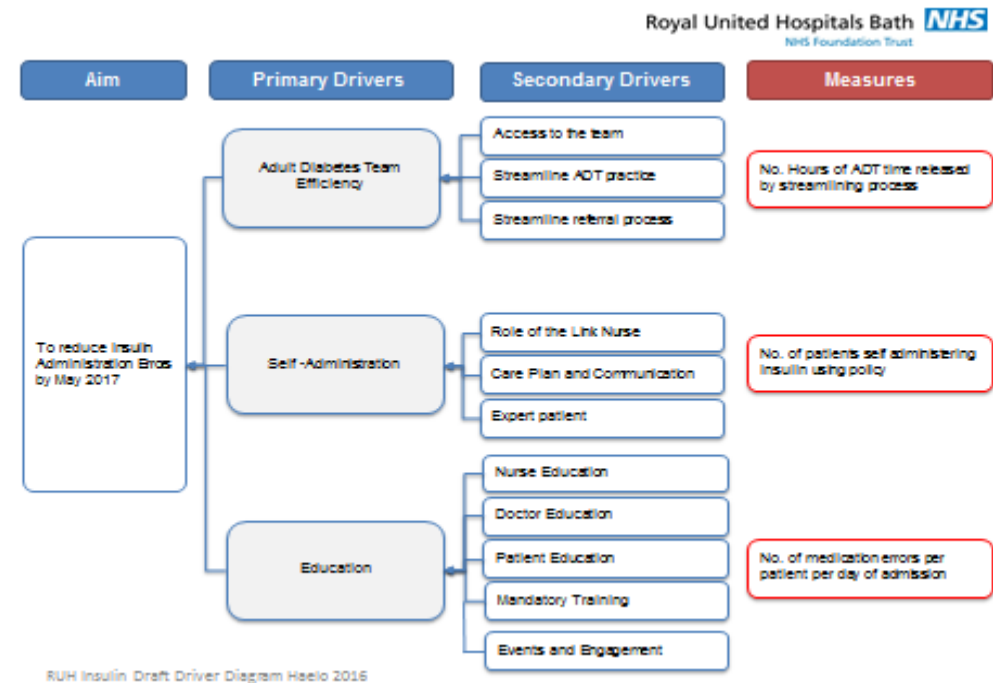 Royal United Hospitals Bath NHS
NHS Foundation Trust
Aim
Primary Drivers
Secondary Drivers
Measures
To reduce Insulin
Administration Erros
by May 2017
Adult Diabetes Team
Efficiency
Access to the team
Streamline ADT practice
Streamline referral process
No. Hours of ADT time released
by streamlining process
Self -Administration
Role of the Link Nurse
Care Plan and Communication
Expert patient
No. of patients self administering
insulin using policy
Education
Nurse Education
Doctor Education
Patient Education
Mandatory Training
Events and Engagement
No. of medication errors per
patient per day of admission
RUH Insulin Draft Driver Diagram Haelo 2016